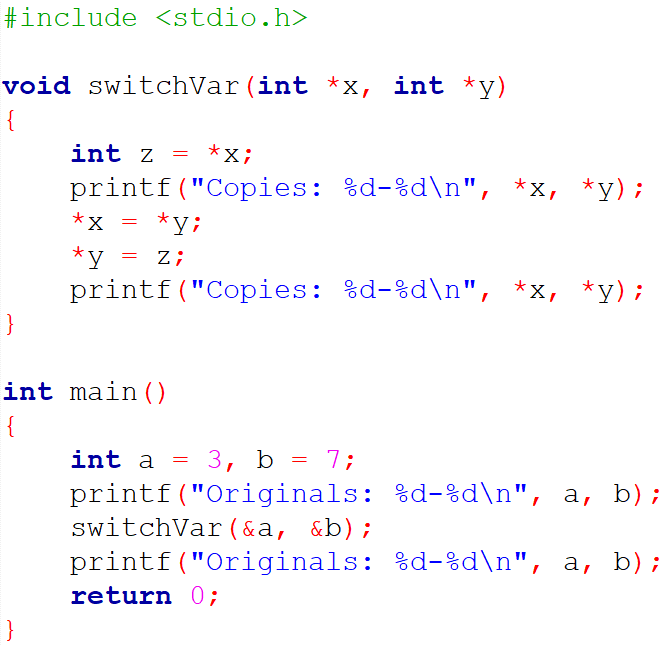 #include <stdio.h>
void switchVar(int *x, int *y)
{
    int z = *x;
    printf("Copies: %d-%d\n", *x, *y);
    *x = *y;
    *y = z;
    printf("Copies: %d-%d\n", *x, *y);
}
int main()
{
    int a = 3, b = 7;
    printf("Originals: %d-%d\n", a, b);
    switchVar(&a, &b);
    printf("Originals: %d-%d\n", a, b);
    return 0;
}